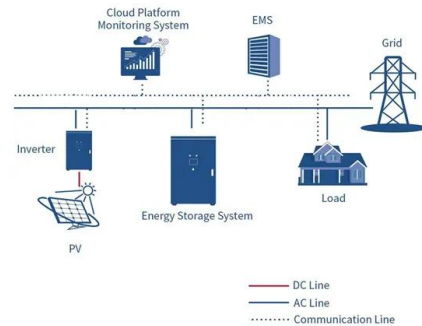 Cloud Platform
Monitoring System
EMS
Grid
Inverter
Energy Storage System
Load
PV
DC Line
AC Line
Communication Line